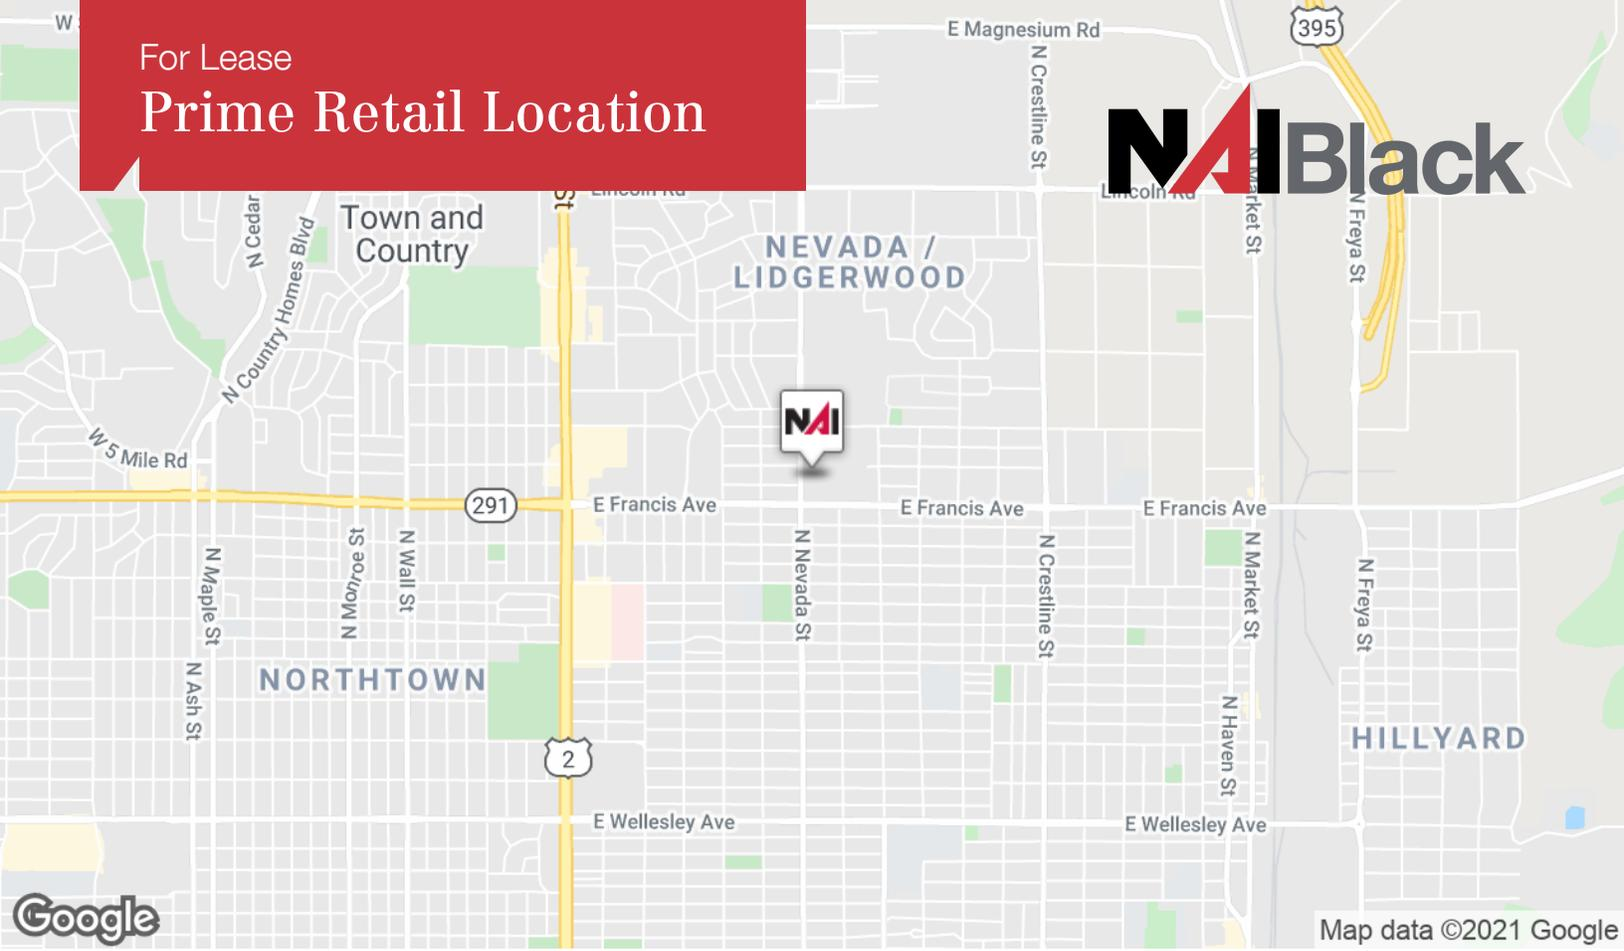 W
E Magnesium Rd
395
For Lease
Prime Retail Location
N Crestline St
NAI Black
St
Lincoln Rd
Lincoln Rd
N Market St
N Freya St
N Cedar
N Country Homes Blvd
Town and
Country
NEVADA /
LIDGERWOOD
NAI
W 5 Mile Rd
291
E Francis Ave
E Francis Ave
E Francis Ave
N Maple St
N Monroe St
N Wall St
N Nevada St
N Crestline St
N Market St
N Freya St
NORTHTOWN
N Ash St
N Haven St
HILLYARD
2
E Wellesley Ave
E Wellesley Ave
Google
Map data ©2021 Google